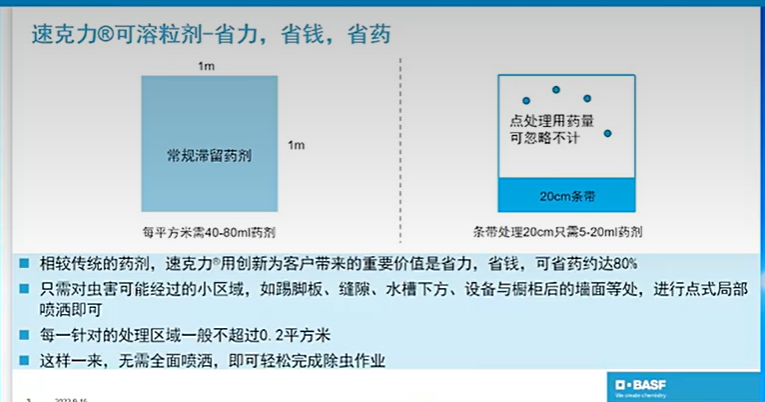 速克力®可溶粒剂-省力，省钱，省药
1m
常规滞留药剂
1m
每平方米需40-80ml药剂
点处理用药量
可忽略不计
20cm条带
条带处理20cm只需5-20ml药剂
相较传统的药剂，速克力®用创新为客户带来的重要价值是省力，省钱，可省药约达80%
只需对虫害可能经过的小区域，如踢脚板、缝隙、水槽下方、设备与橱柜后的墙面等处，进行点式局部
喷洒即可
每一针对的处理区域一般不超过0.2平方米
这样一来，无需全面喷洒，即可轻松完成除虫作业
BASF
We create chemistry